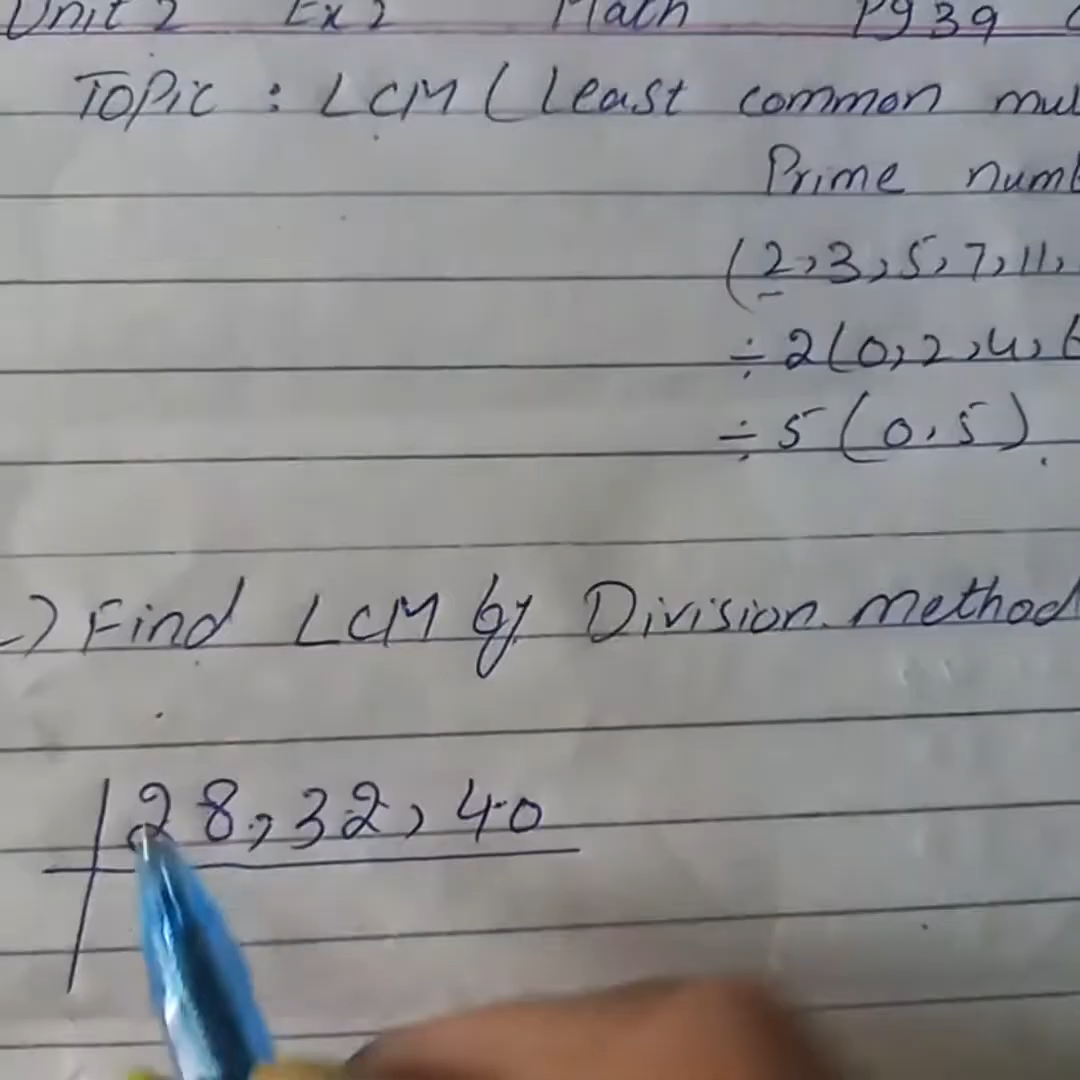 Unit 2 Ex 2 Math Pg 39
Topic : LCM ( Least common mul
Prime numb
(2,3,5,7,11,
÷ 2(0,2,4,6
÷ 5 (0,5)
) Find LCM by Division method
28,32,40